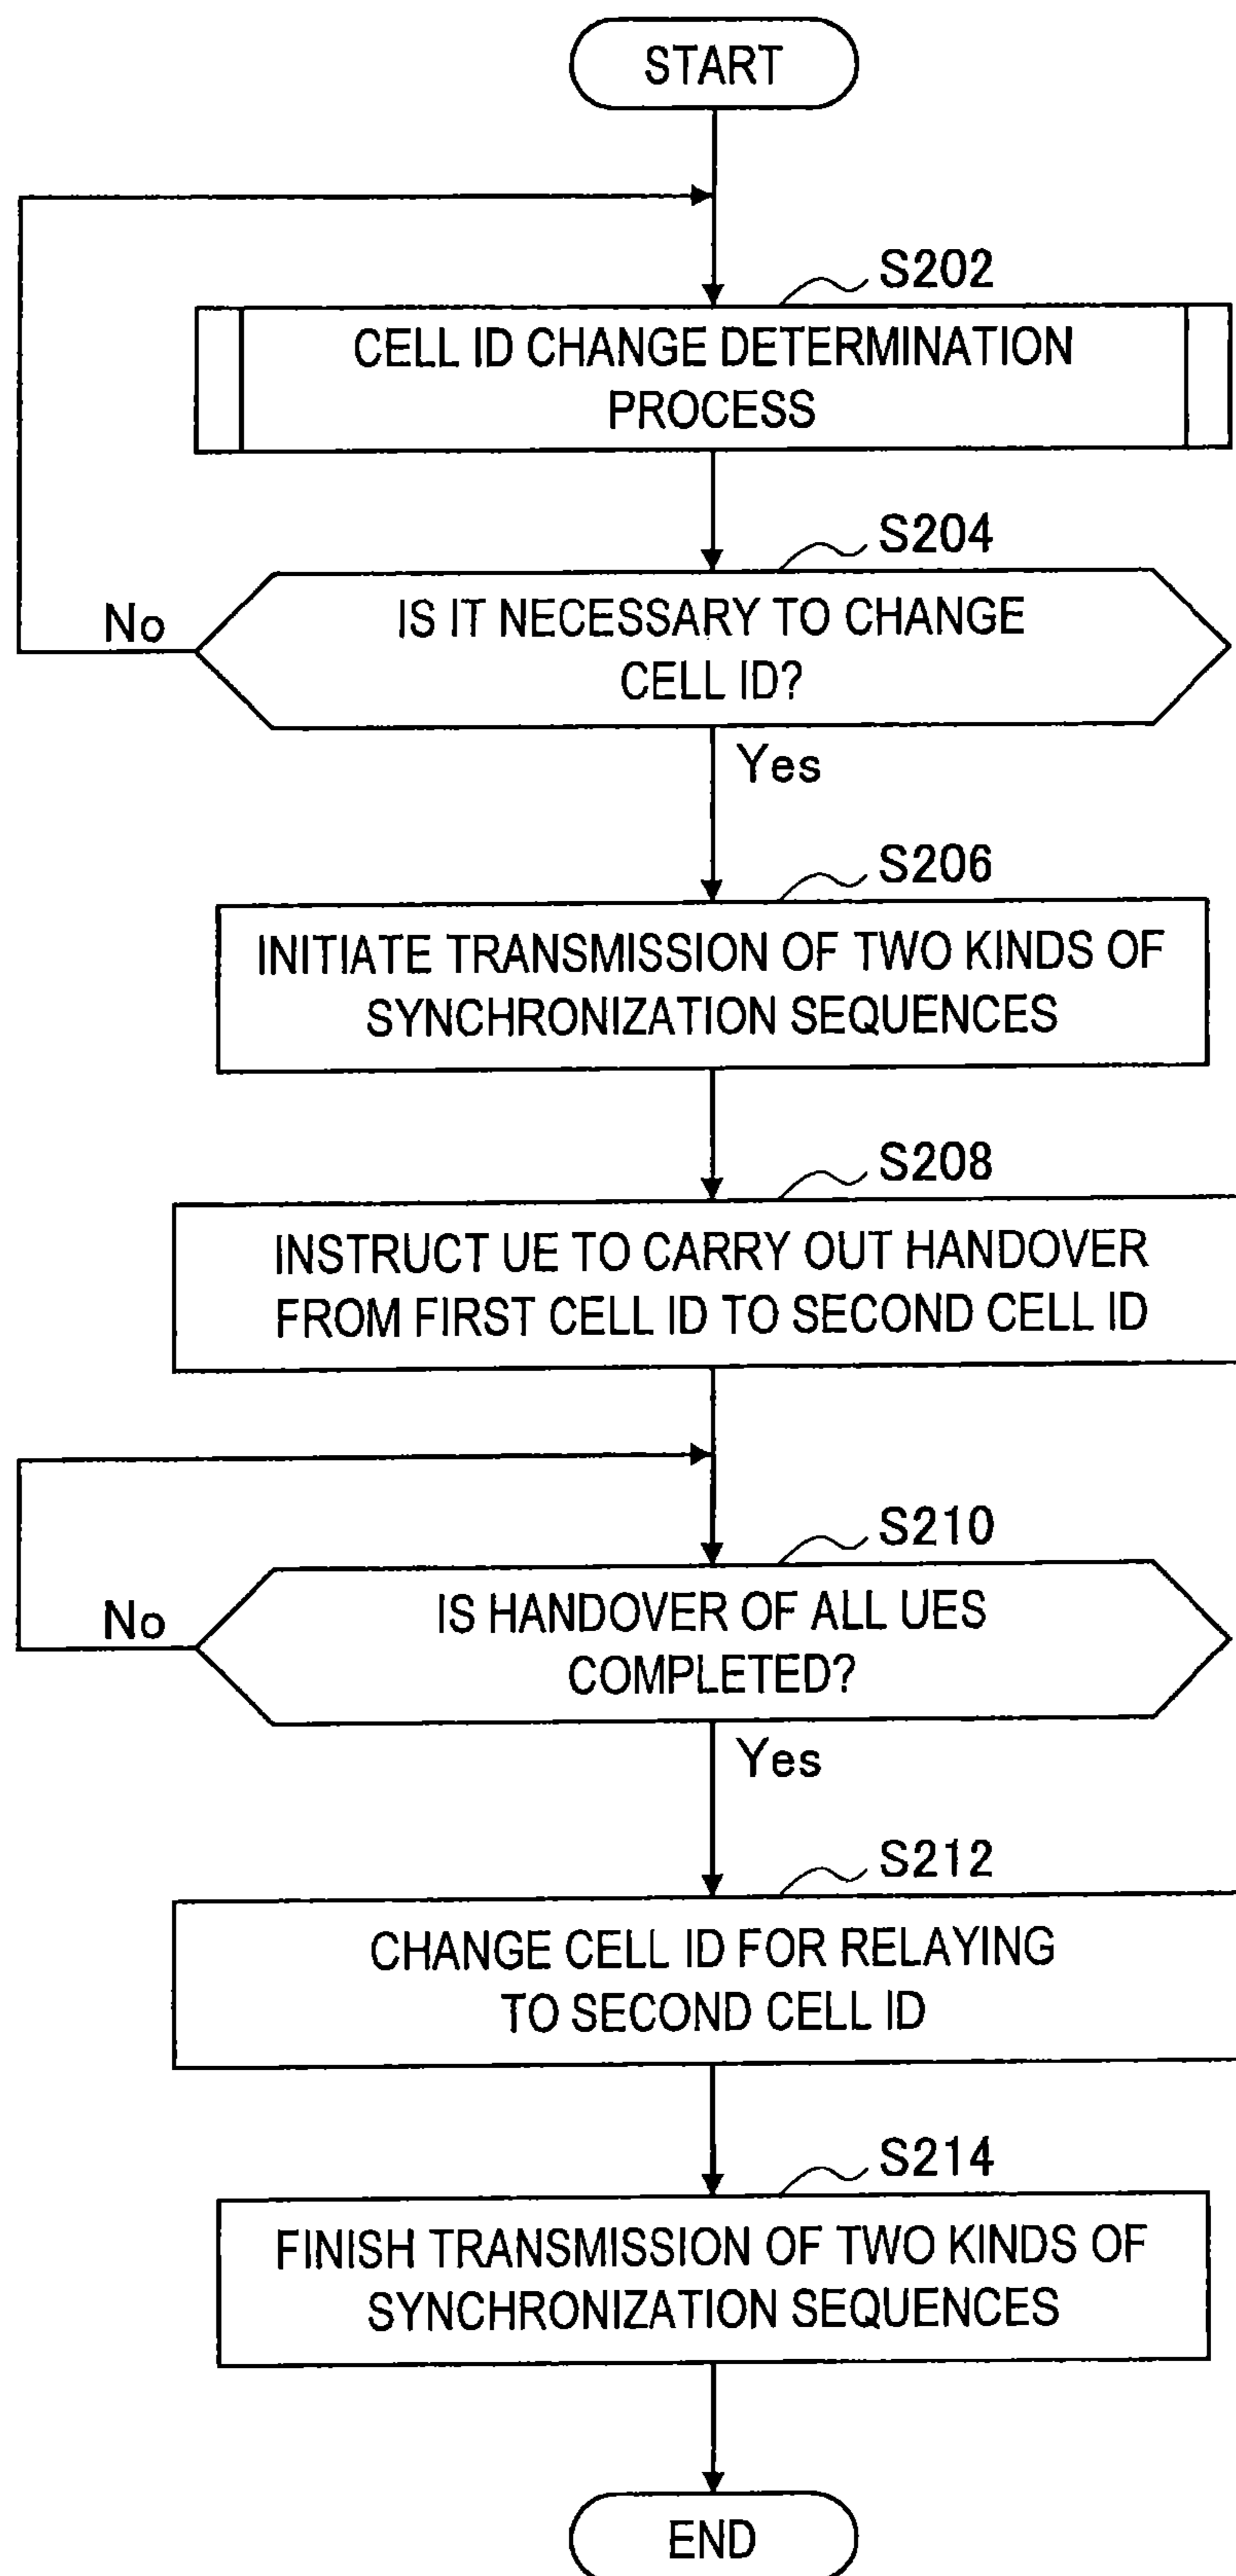 START
S202
CELL ID CHANGE DETERMINATION
PROCESS
S204
IS IT NECESSARY TO CHANGE
CELL ID?
No
Yes
S206
INITIATE TRANSMISSION OF TWO KINDS OF
SYNCHRONIZATION SEQUENCES
S208
INSTRUCT UE TO CARRY OUT HANDOVER
FROM FIRST CELL ID TO SECOND CELL ID
S210
IS HANDOVER OF ALL UES
COMPLETED?
No
Yes
S212
CHANGE CELL ID FOR RELAYING
TO SECOND CELL ID
S214
FINISH TRANSMISSION OF TWO KINDS OF
SYNCHRONIZATION SEQUENCES
END